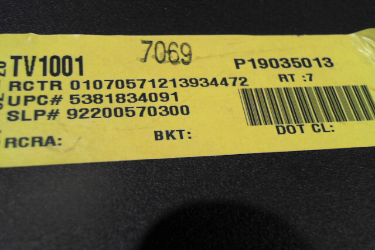 7069
TV1001 P19035013
RCTR 01070571213934472 RT :7
UPC# 5381834091
SLP# 92200570300
RCRA: BKT: DOT CL: